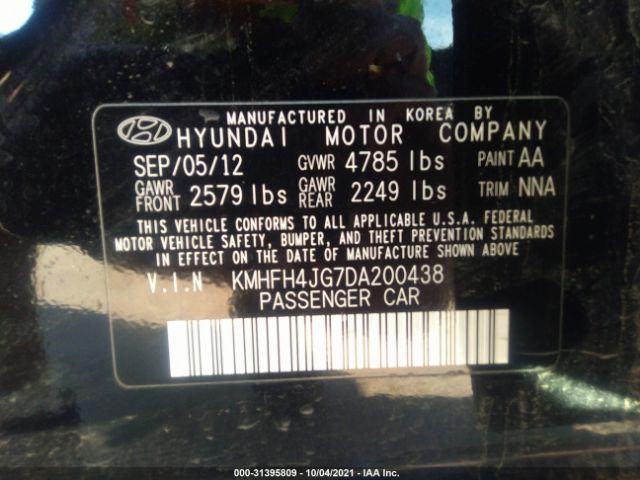 MANUFACTURED IN KOREA BY
HYUNDAI MOTOR COMPANY
SEP/05/12 GVWR 4785 lbs PAINT AA
GAWR FRONT 2579 lbs GAWR REAR 2249 lbs TRIM NNA
THIS VEHICLE CONFORMS TO ALL APPLICABLE U.S.A. FEDERAL
MOTOR VEHICLE SAFETY, BUMPER, AND THEFT PREVENTION STANDARDS
IN EFFECT ON THE DATE OF MANUFACTURE SHOWN ABOVE
V.I.N KMHFH4JG7DA200438
PASSENGER CAR
000-31395809 - 10/04/2021 - IAA Inc.